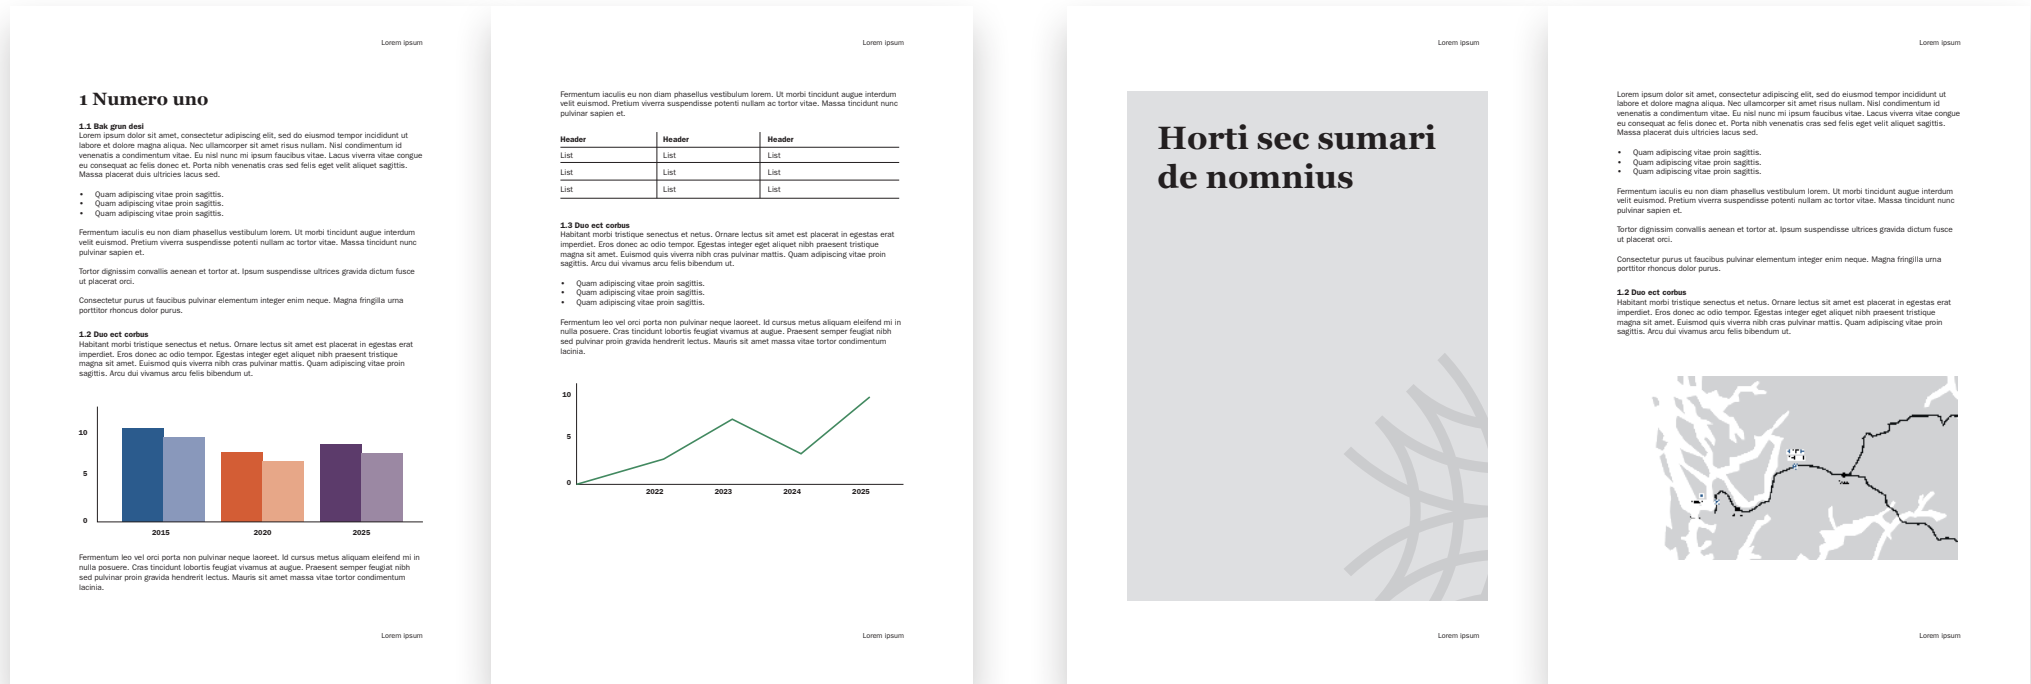 Lorem ipsum
1 Numero uno
1.1 Bak grun desi
Lorem ipsum dolor sit amet, consectetur adipiscing elit, sed do eiusmod tempor incididunt ut
labore et dolore magna aliqua. Nec ullamcorper sit amet risus nullam. Nisl condimentum id
venenatis a condimentum vitae. Eu nisl nunc mi ipsum faucibus vitae. Lacus viverra vitae congue
eu consequat ac felis donec et. Porta nibh venenatis cras sed felis eget velit aliquet sagittis.
Massa placerat duis ultricies lacus sed.
• Quam adipiscing vitae proin sagittis.
• Quam adipiscing vitae proin sagittis.
• Quam adipiscing vitae proin sagittis.
Fermentum iaculis eu non diam phasellus vestibulum lorem. Ut morbi tincidunt augue interdum
velit euismod. Pretium viverra suspendisse potenti nullam ac tortor vitae. Massa tincidunt nunc
pulvinar sapien et.
Tortor dignissim convallis aenean et tortor at. Ipsum suspendisse ultrices gravida dictum fusce
ut placerat orci.
Consectetur purus ut faucibus pulvinar elementum integer enim neque. Magna fringilla urna
porttitor rhoncus dolor purus.
1.2 Duo ect corbus
Habitant morbi tristique senectus et netus. Ornare lectus sit amet est placerat in egestas erat
imperdiet. Eros donec ac odio tempor. Egestas integer eget aliquet nibh praesent tristique
magna sit amet. Euismod quis viverra nibh cras pulvinar mattis. Quam adipiscing vitae proin
sagittis. Arcu dui vivamus arcu felis bibendum ut.
10
5
0
2015 2020 2025
Fermentum leo vel orci porta non pulvinar neque laoreet. Id cursus metus aliquam eleifend mi in
nulla posuere. Cras tincidunt lobortis feugiat vivamus at augue. Praesent semper feugiat nibh
sed pulvinar proin gravida hendrerit lectus. Mauris sit amet massa vitae tortor condimentum
lacinia.
Lorem ipsum
Lorem ipsum
Fermentum iaculis eu non diam phasellus vestibulum lorem. Ut morbi tincidunt augue interdum
velit euismod. Pretium viverra suspendisse potenti nullam ac tortor vitae. Massa tincidunt nunc
pulvinar sapien et.
Header Header Header
List List List
List List List
List List List
1.3 Duo ect corbus
Habitant morbi tristique senectus et netus. Ornare lectus sit amet est placerat in egestas erat
imperdiet. Eros donec ac odio tempor. Egestas integer eget aliquet nibh praesent tristique
magna sit amet. Euismod quis viverra nibh cras pulvinar mattis. Quam adipiscing vitae proin
sagittis. Arcu dui vivamus arcu felis bibendum ut.
• Quam adipiscing vitae proin sagittis.
• Quam adipiscing vitae proin sagittis.
• Quam adipiscing vitae proin sagittis.
Fermentum leo vel orci porta non pulvinar neque laoreet. Id cursus metus aliquam eleifend mi in
nulla posuere. Cras tincidunt lobortis feugiat vivamus at augue. Praesent semper feugiat nibh
sed pulvinar proin gravida hendrerit lectus. Mauris sit amet massa vitae tortor condimentum
lacinia.
10
5
0
2022 2023 2024 2025
Lorem ipsum
Lorem ipsum
Horti sec sumari
de nomnius
Lorem ipsum
Lorem ipsum
Lorem ipsum dolor sit amet, consectetur adipiscing elit, sed do eiusmod tempor incididunt ut
labore et dolore magna aliqua. Nec ullamcorper sit amet risus nullam. Nisl condimentum id
venenatis a condimentum vitae. Eu nisl nunc mi ipsum faucibus vitae. Lacus viverra vitae congue
eu consequat ac felis donec et. Porta nibh venenatis cras sed felis eget velit aliquet sagittis.
Massa placerat duis ultricies lacus sed.
• Quam adipiscing vitae proin sagittis.
• Quam adipiscing vitae proin sagittis.
• Quam adipiscing vitae proin sagittis.
Fermentum iaculis eu non diam phasellus vestibulum lorem. Ut morbi tincidunt augue interdum
velit euismod. Pretium viverra suspendisse potenti nullam ac tortor vitae. Massa tincidunt nunc
pulvinar sapien et.
Tortor dignissim convallis aenean et tortor at. Ipsum suspendisse ultrices gravida dictum fusce
ut placerat orci.
Consectetur purus ut faucibus pulvinar elementum integer enim neque. Magna fringilla urna
porttitor rhoncus dolor purus.
1.2 Duo ect corbus
Habitant morbi tristique senectus et netus. Ornare lectus sit amet est placerat in egestas erat
imperdiet. Eros donec ac odio tempor. Egestas integer eget aliquet nibh praesent tristique
magna sit amet. Euismod quis viverra nibh cras pulvinar mattis. Quam adipiscing vitae proin
sagittis. Arcu dui vivamus arcu felis bibendum ut.
Lorem ipsum